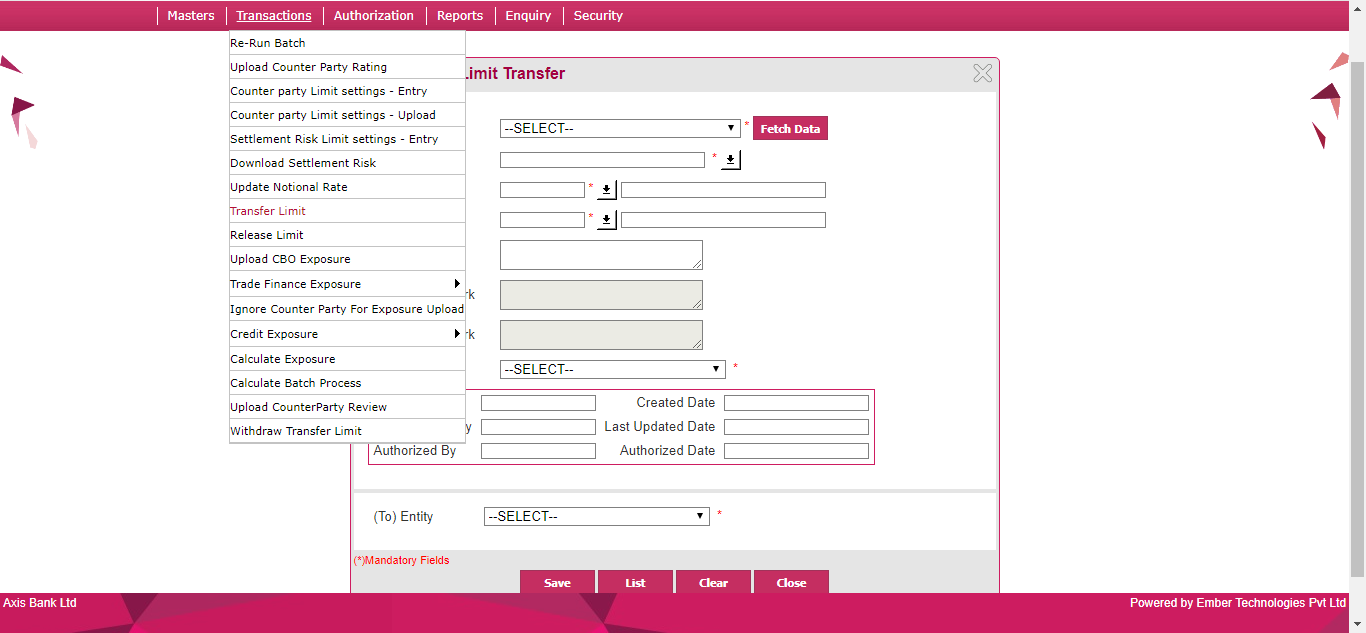 Masters Transactions Authorization Reports Enquiry Security
Re-Run Batch
Upload Counter Party Rating
Counter party Limit settings - Entry
Counter party Limit settings - Upload
Settlement Risk Limit settings - Entry
Download Settlement Risk
Update Notional Rate
Transfer Limit
Release Limit
Upload CBO Exposure
Trade Finance Exposure
Ignore Counter Party For Exposure Upload
Credit Exposure
Calculate Exposure
Calculate Batch Process
Upload CounterParty Review
Withdraw Transfer Limit
Limit Transfer
--SELECT-- * Fetch Data
*
*
*
rk
rk
--SELECT-- *
Created Date
y Last Updated Date
Authorized By Authorized Date
(To) Entity --SELECT-- *
(*)Mandatory Fields
Save List Clear Close
Axis Bank Ltd Powered by Ember Technologies Pvt Ltd